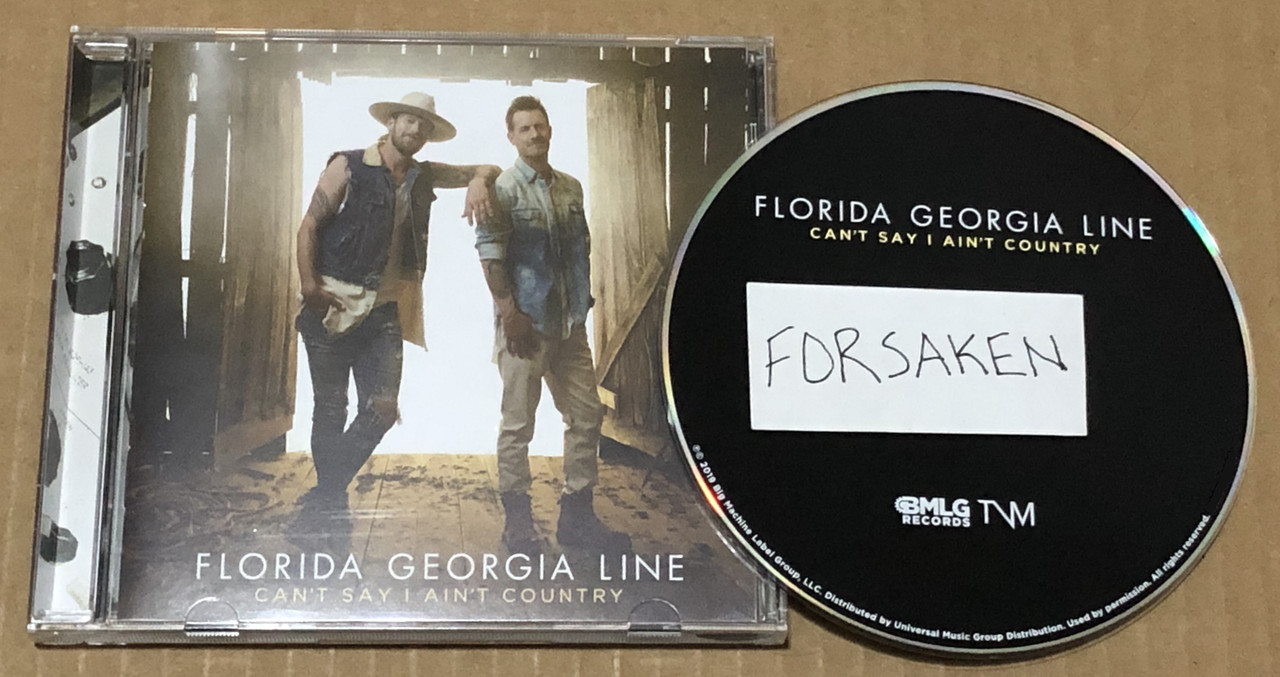 FLORIDA GEORGIA LINE
CAN'T SAY I AIN'T COUNTRY
FLORIDA GEORGIA LINE
CAN'T SAY I AIN'T COUNTRY
FORSAKEN
BMLG
RECORDS
TVM
℗© 2019 Big Machine Label Group, LLC. Distributed by Universal Music Group Distribution. Used by permission. All rights reserved.